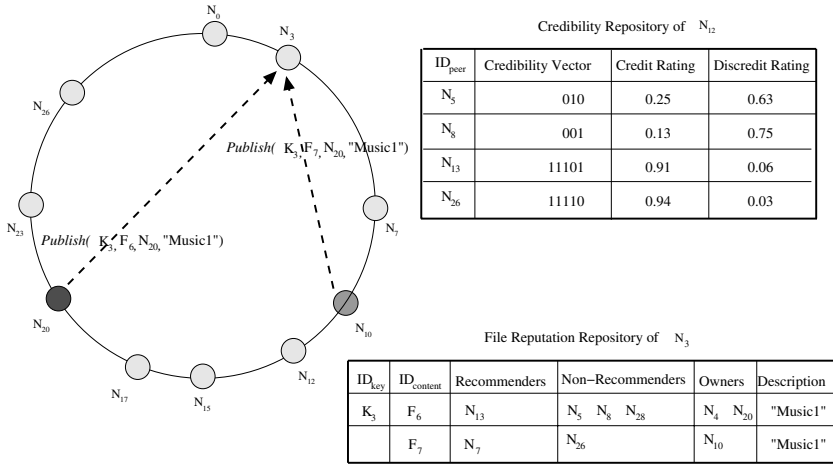 N0
N3
N26
Publish( K3, F7, N20, "Music1")
N23
N7
Publish( K3, F6, N20, "Music1")
N20
N10
N12
N17
N15
Credibility Repository of N12
IDpeer Credibility Vector Credit Rating Discredit Rating
N5 010 0.25 0.63
N8 001 0.13 0.75
N13 11101 0.91 0.06
N26 11110 0.94 0.03
File Reputation Repository of N3
IDkey IDcontent Recommenders Non−Recommenders Owners Description
K3 F6 N13 N5 N8 N28 N4 N20 "Music1"
F7 N7 N26 N10 "Music1"